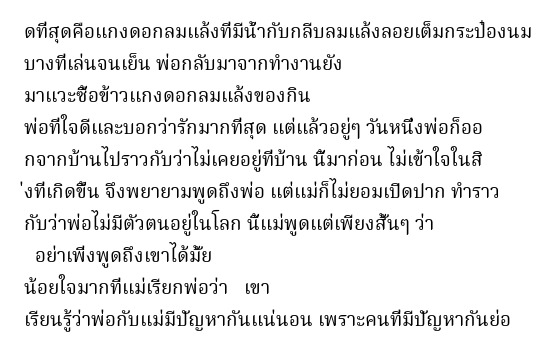 ดที่สุดคือแกงดอกลมแล้งที่มีน้ำกับกลีบลมแล้งลอยเต็มกระป๋องนม
บางทีเล่นจนเย็น พ่อกลับมาจากทำงานยัง
มาแวะซื้อข้าวแกงดอกลมแล้งของกิน
พ่อที่ใจดีและบอกว่ารักมากที่สุด แต่แล้วอยู่ๆ วันหนึ่งพ่อก็ออ
กจากบ้านไปราวกับว่าไม่เคยอยู่ที่บ้าน นี้มาก่อน ไม่เข้าใจในสิ
่งที่เกิดขึ้น จึงพยายามพูดถึงพ่อ แต่แม่ก็ไม่ยอมเปิดปาก ทำราว
กับว่าพ่อไม่มีตัวตนอยู่ในโลก นี้แม่พูดแต่เพียงสั้นๆ ว่า
อย่าเพิ่งพูดถึงเขาได้มั้ย
น้อยใจมากที่แม่เรียกพ่อว่า เขา
เรียนรู้ว่าพ่อกับแม่มีปัญหากันแน่นอน เพราะคนที่มีปัญหากันย่อ